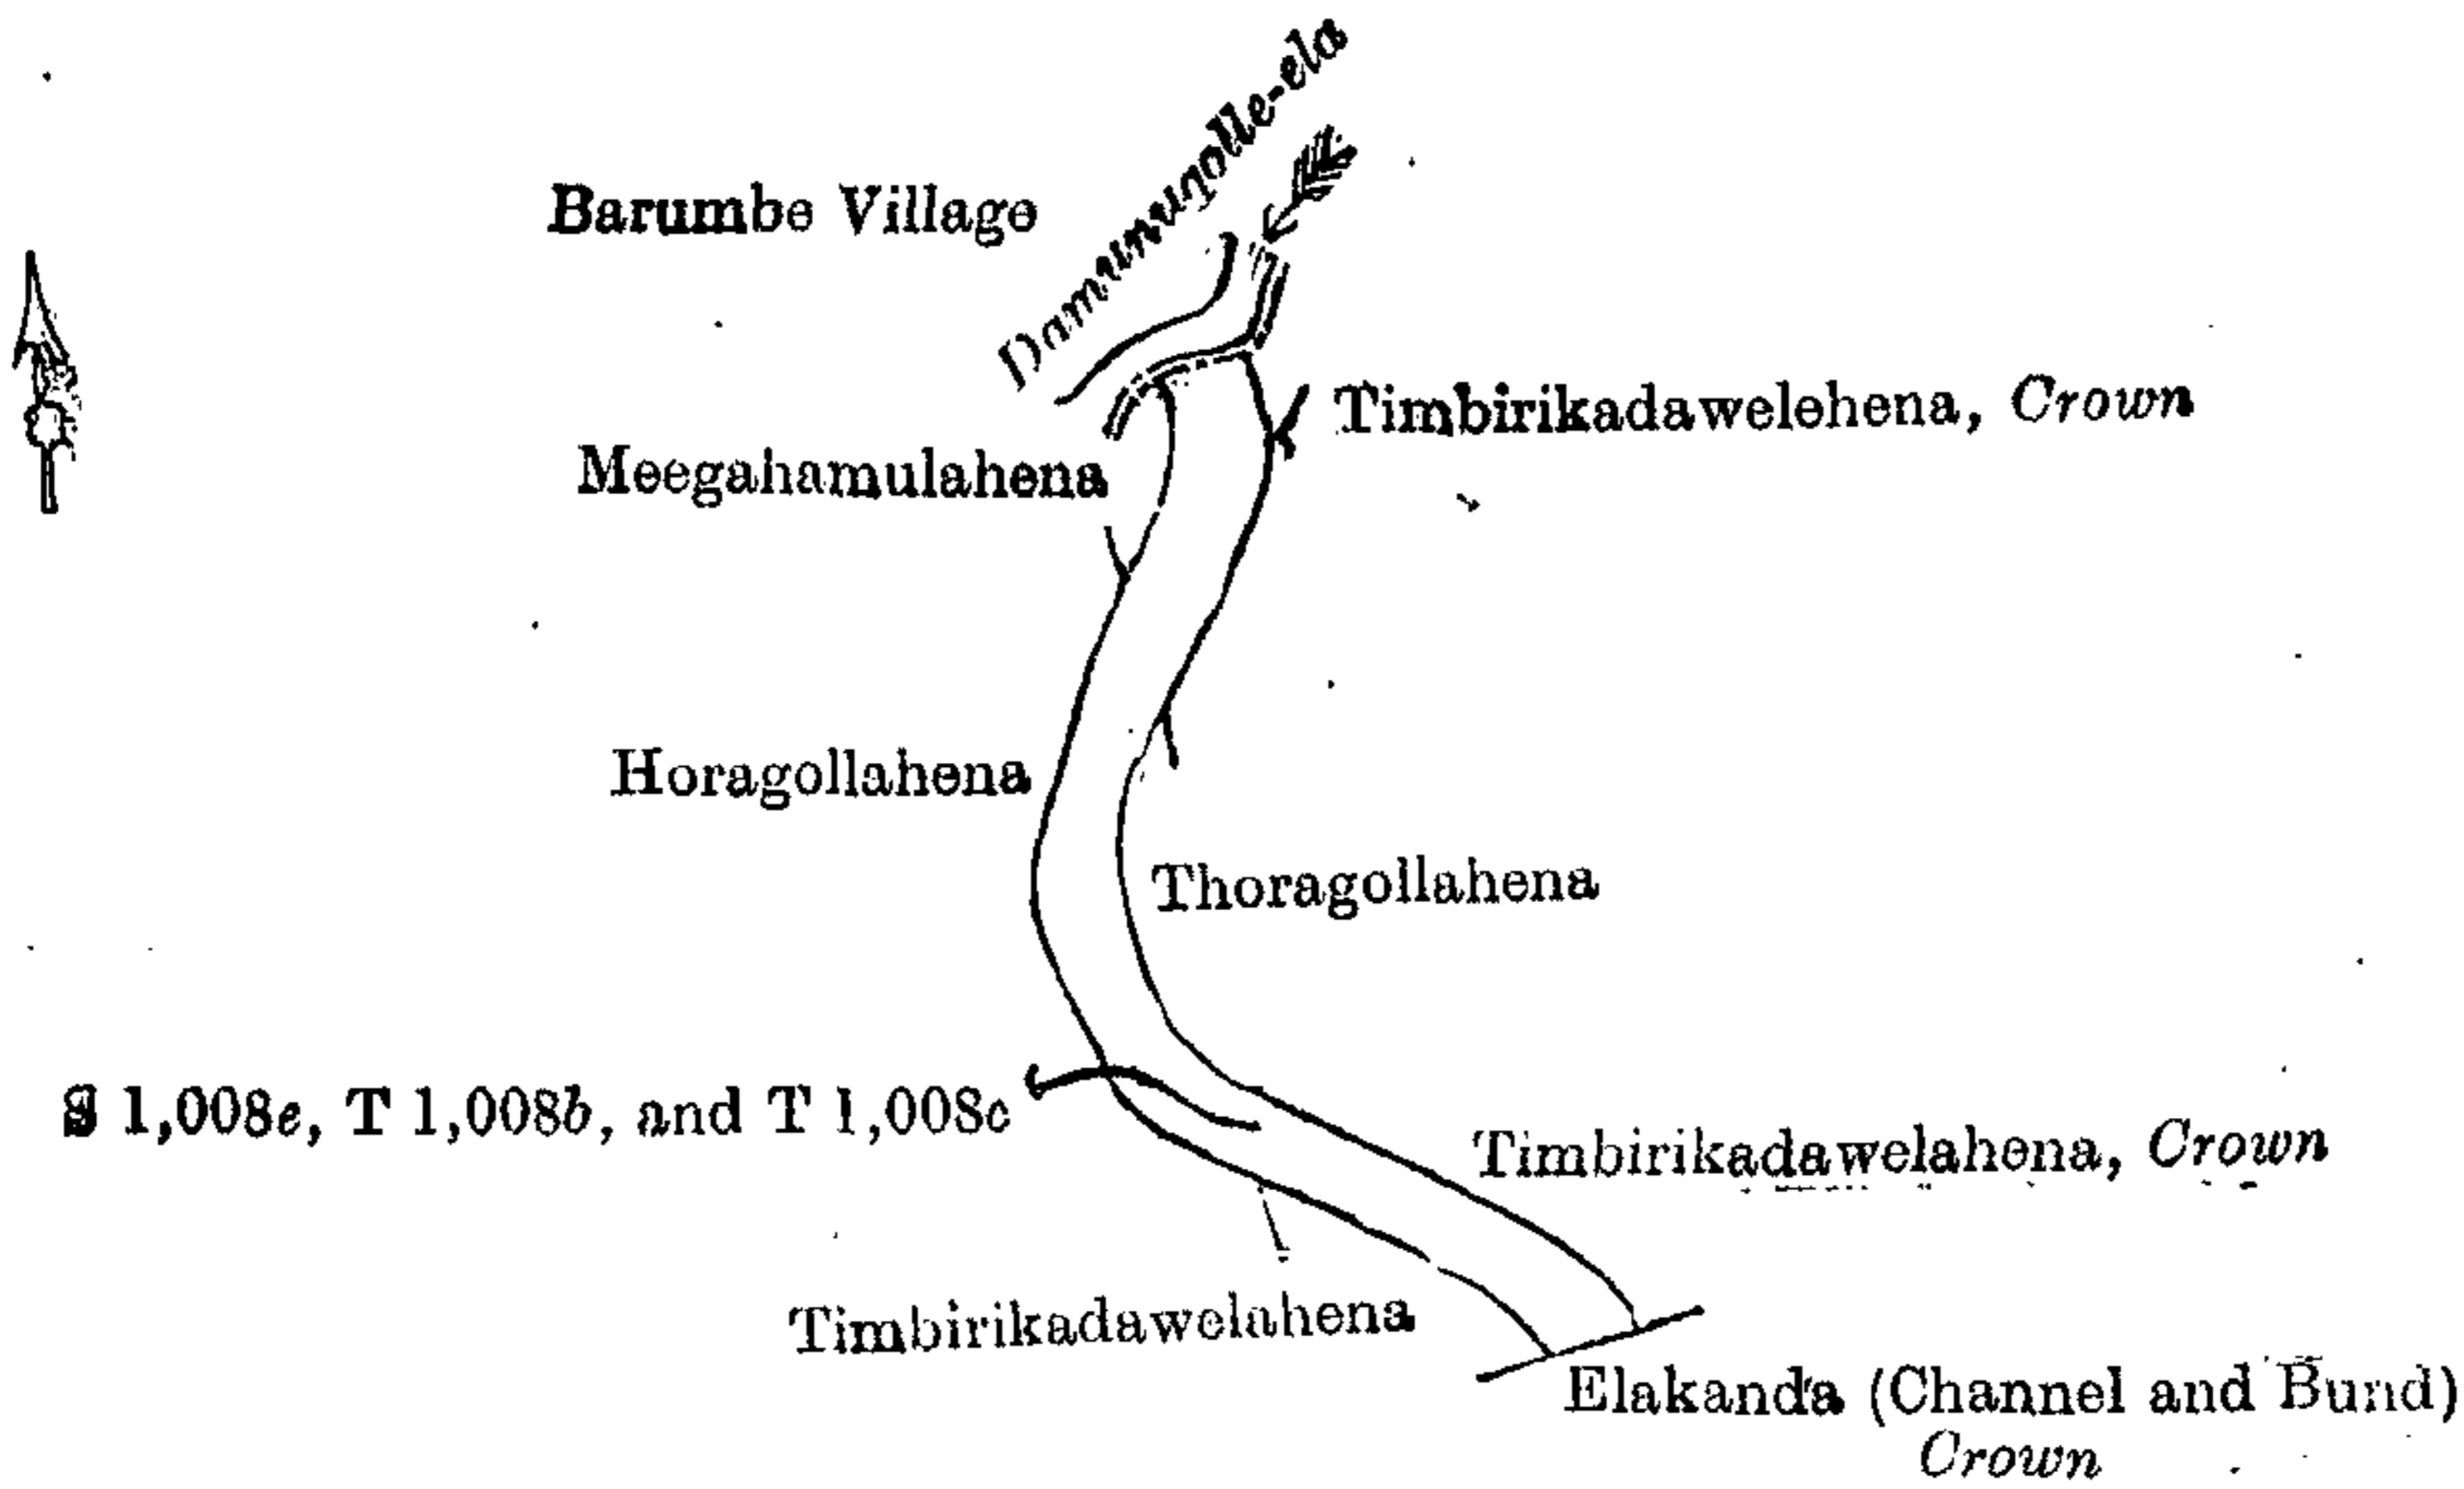 Damunugolle-ela
Barumbe Village
Timbirikadawelehena, Crown
Meegahamulahena
Horagollahena
Thoragollahena
S 1,008e, T 1,008b, and T 1,008c
Timbirikadawelahena, Crown
Timbirikadawelahena
Elakanda (Channel and Bund)
Crown